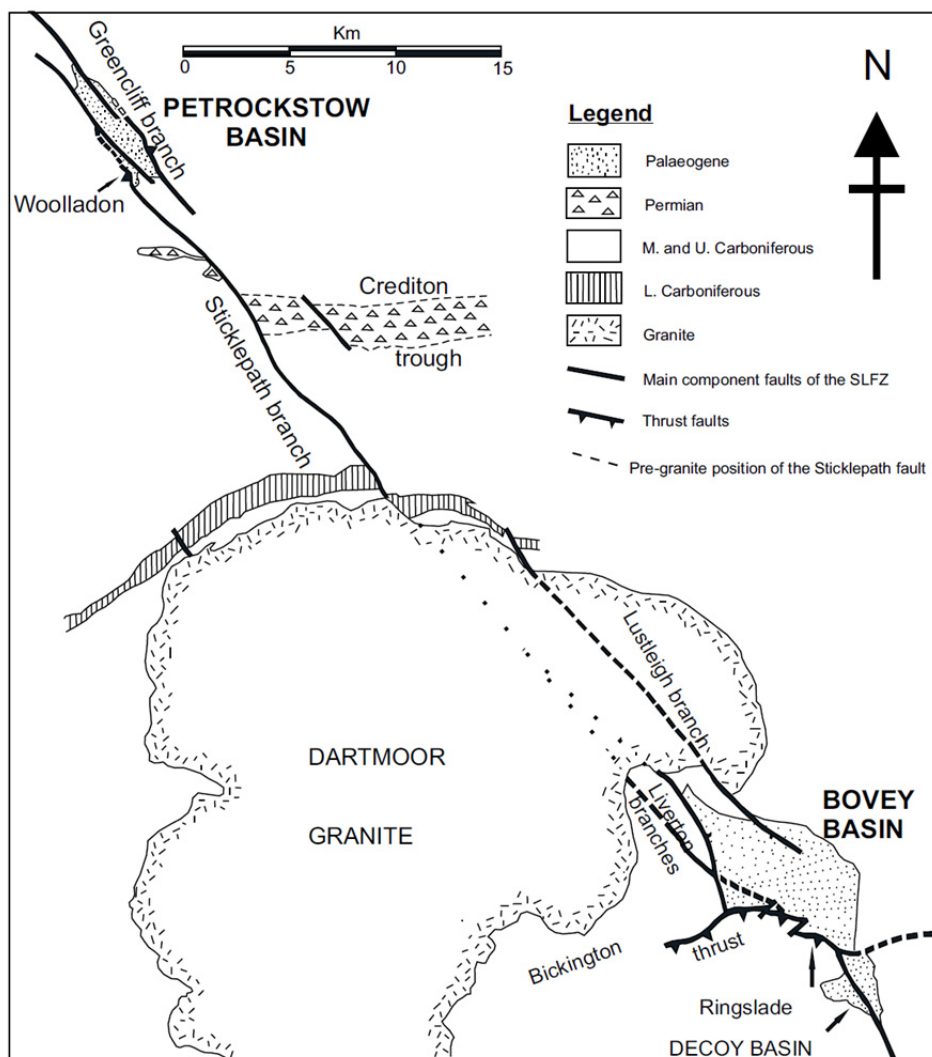 Km
0 5 10 15
N
Greencliff branch
PETROCKSTOW
BASIN
Woolladon
Legend
Palaeogene
Permian
M. and U. Carboniferous
L. Carboniferous
Granite
Main component faults of the SLFZ
Thrust faults
Pre-granite position of the Sticklepath fault
Crediton
trough
Sticklepath branch
Lustleigh branch
DARTMOOR
GRANITE
Liverton
branches
BOVEY
BASIN
Bickington
thrust
Ringslade
DECOY BASIN